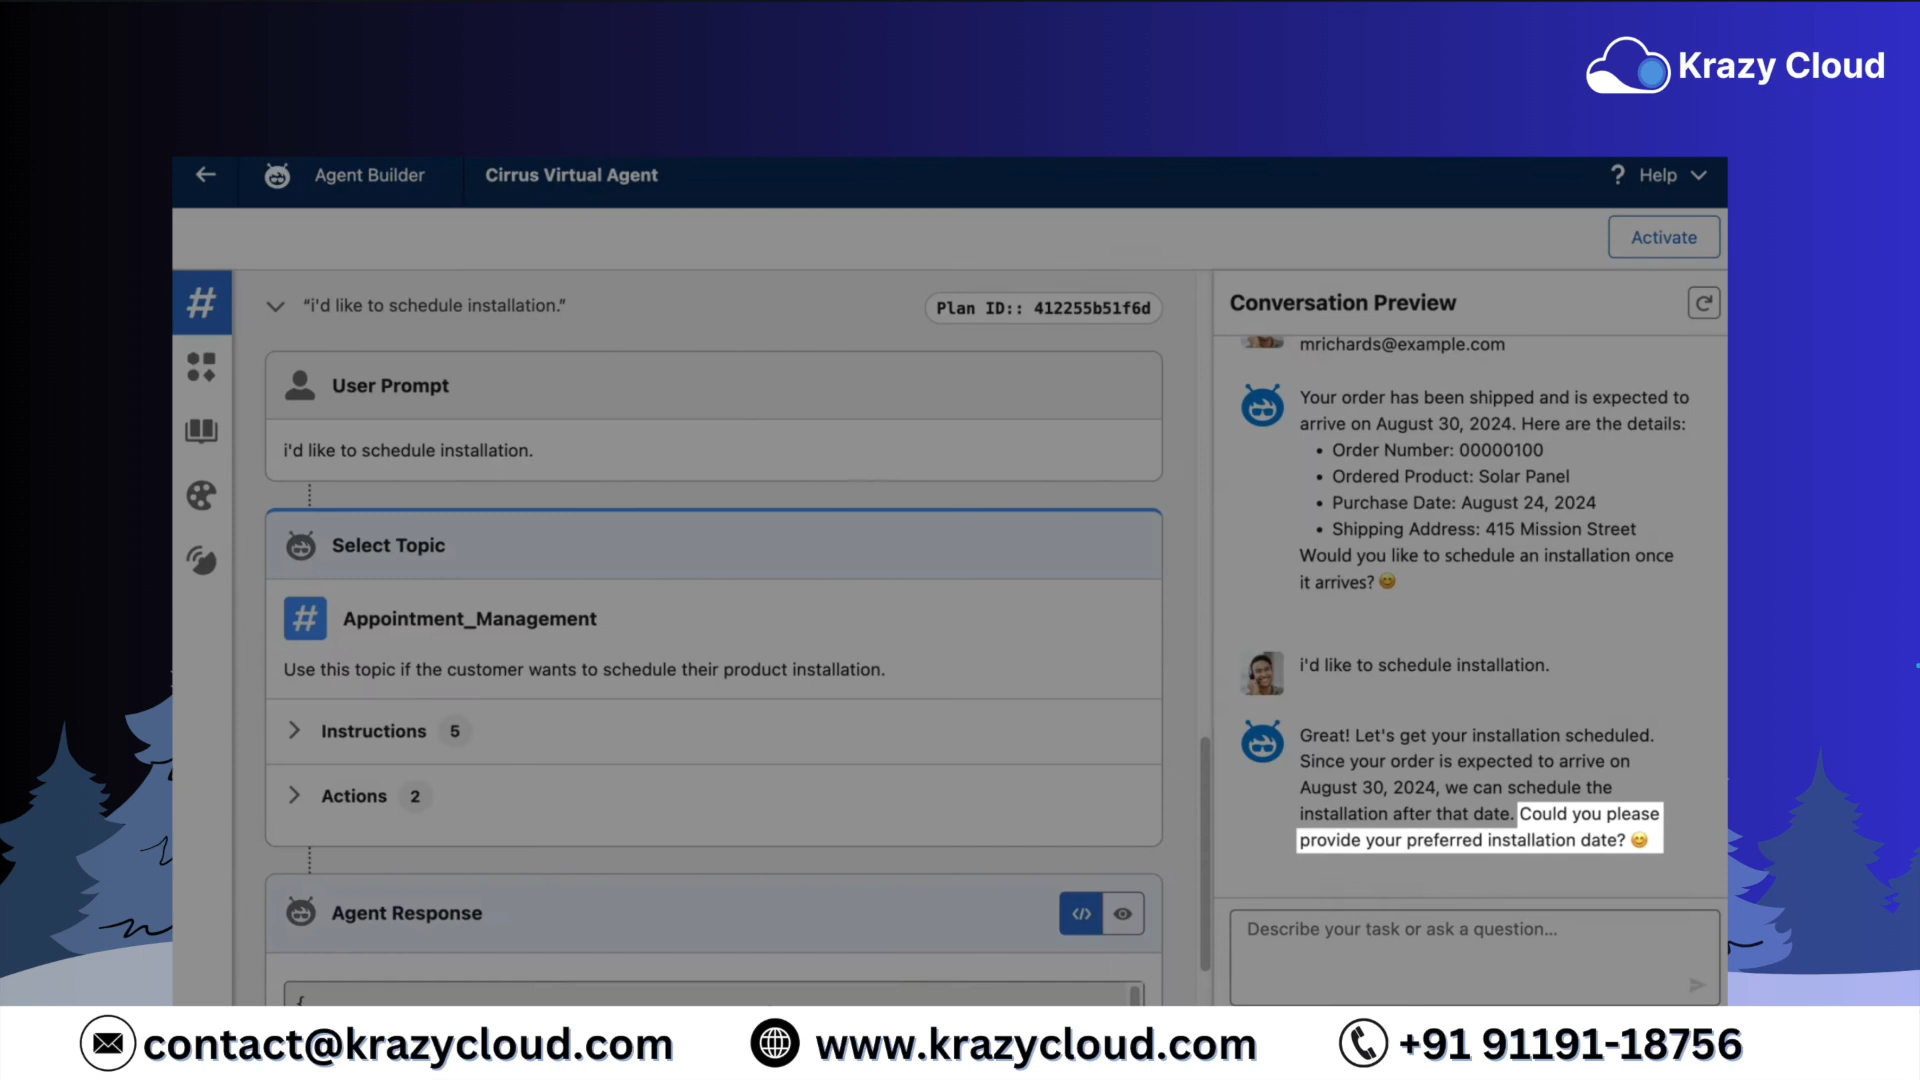 Krazy Cloud
Agent Builder
Cirrus Virtual Agent
? Help
Activate
“i'd like to schedule installation.”
Plan ID:: 412255b51f6d
User Prompt
i'd like to schedule installation.
Select Topic
# Appointment_Management
Use this topic if the customer wants to schedule their product installation.
Instructions 5
Actions 2
Agent Response
</>
{
Conversation Preview
mrichards@example.com
Your order has been shipped and is expected to
arrive on August 30, 2024. Here are the details:
• Order Number: 00000100
• Ordered Product: Solar Panel
• Purchase Date: August 24, 2024
• Shipping Address: 415 Mission Street
Would you like to schedule an installation once
it arrives? 😊
i'd like to schedule installation.
Great! Let's get your installation scheduled.
Since your order is expected to arrive on
August 30, 2024, we can schedule the
installation after that date. Could you please
provide your preferred installation date? 😊
Describe your task or ask a question...
contact@krazycloud.com
www.krazycloud.com
+91 91191-18756